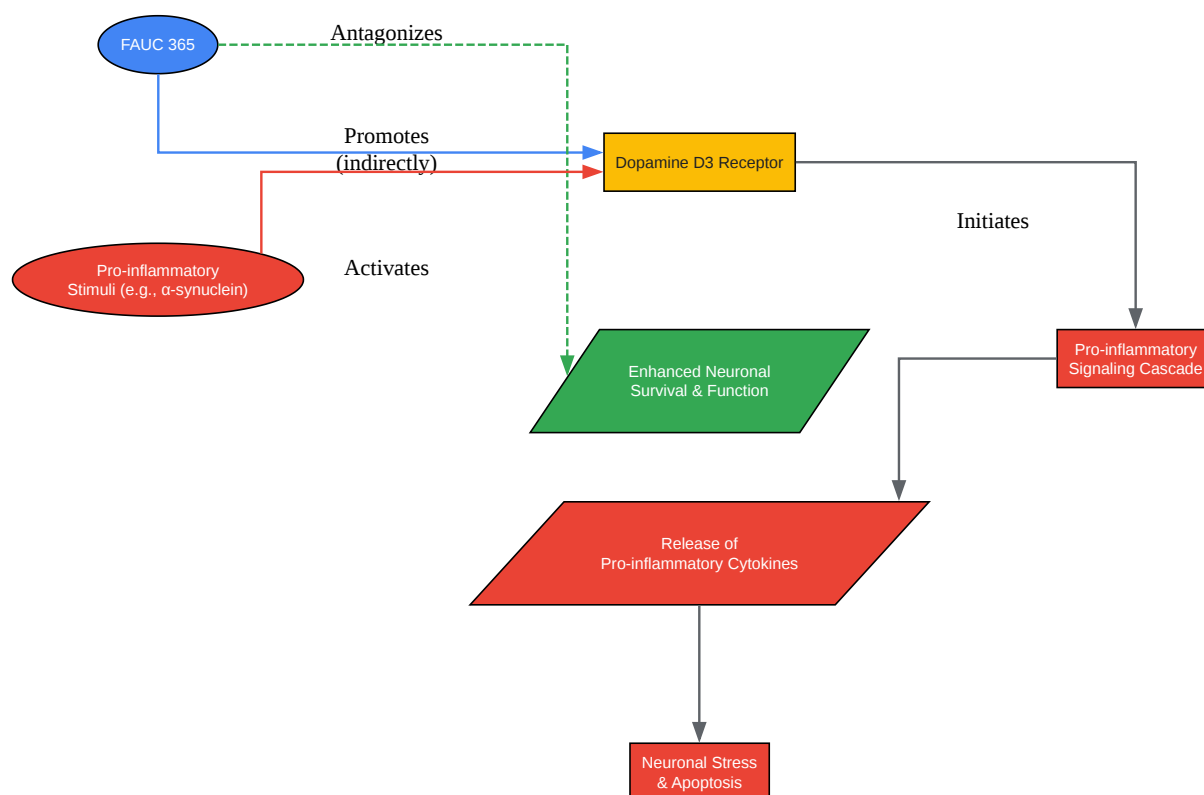 Antagonizes
FAUC 365
Promotes
(indirectly)
Dopamine D3 Receptor
Initiates
Activates
Pro-inflammatory
Stimuli (e.g., α-synuclein)
Pro-inflammatory
Signaling Cascade
Enhanced Neuronal
Survival & Function
Release of
Pro-inflammatory Cytokines
Neuronal Stress
& Apoptosis